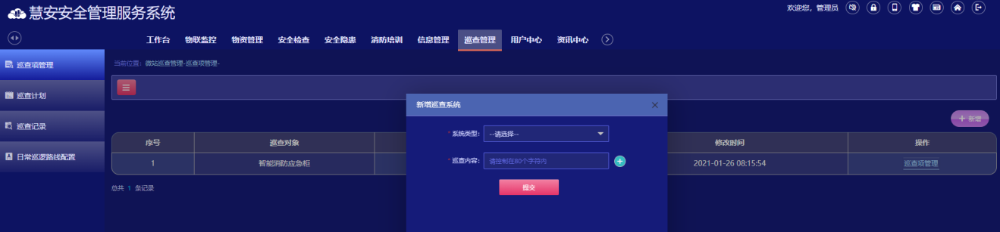 慧安安全管理服务系统
欢迎您，管理员
工作台 物联监控 物资管理 安全检查 安全隐患 消防培训 信息管理 巡查管理 用户中心 资讯中心
巡查项管理
巡查计划
巡查记录
日常巡逻路线配置
当前位置：微站巡查管理-巡查项管理-
+ 新增
序号 巡查对象 修改时间 操作
1 智能消防应急柜 2021-01-26 08:15:54 巡查项管理
总共 1 条记录
新增巡查系统 ×
*系统类型： --请选择--
*巡查内容： 请控制在80个字符内
提交